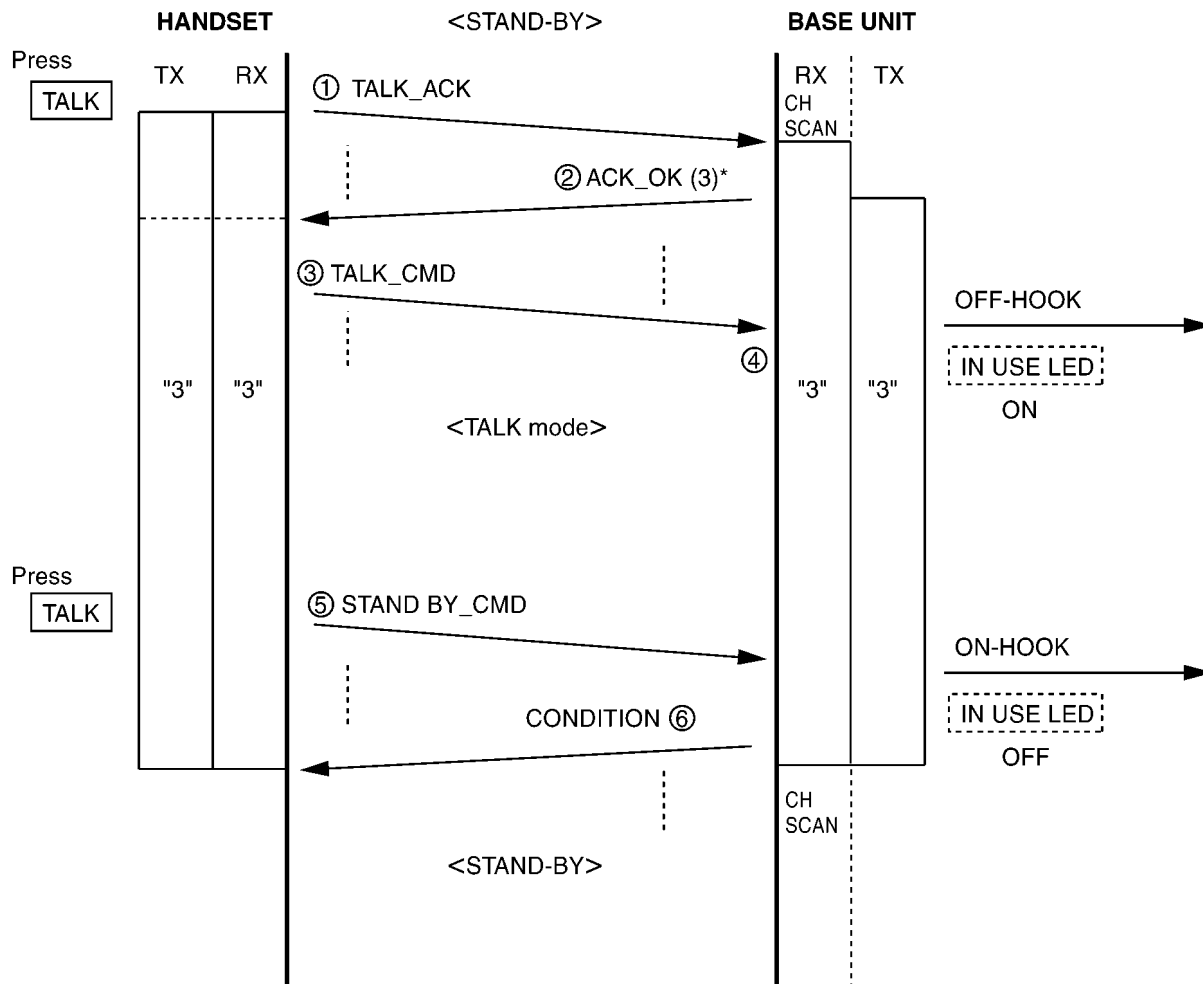 HANDSET <STAND-BY> BASE UNIT
Press
TALK
TX RX
RX TX
CH
SCAN
① TALK_ACK
② ACK_OK (3)*
③ TALK_CMD
OFF-HOOK
④
IN USE LED
ON
"3" "3"
"3" "3"
<TALK mode>
Press
TALK
⑤ STAND BY_CMD
ON-HOOK
CONDITION ⑥
IN USE LED
OFF
CH
SCAN
<STAND-BY>